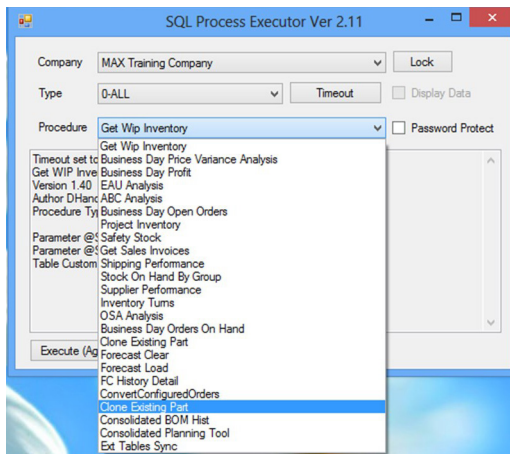 SQL Process Executor Ver 2.11
Company MAX Training Company Lock
Type 0-ALL Timeout Display Data
Procedure Get Wip Inventory Password Protect
Get Wip Inventory
Timeout set to Business Day Price Variance Analysis
Get WIP Inve Business Day Profit
Version 1.40 EAU Analysis
Author DHan ABC Analysis
Procedure Ty Business Day Open Orders
Project Inventory
Parameter @S Safety Stock
Parameter @S Get Sales Invoices
Table Custom Shipping Performance
Stock On Hand By Group
Supplier Performance
Inventory Turns
OSA Analysis
Business Day Orders On Hand
Clone Existing Part
Execute (Ag Forecast Clear
Forecast Load
FC History Detail
ConvertConfiguredOrders
Clone Existing Part
Consolidated BOM Hist
Consolidated Planning Tool
Ext Tables Sync